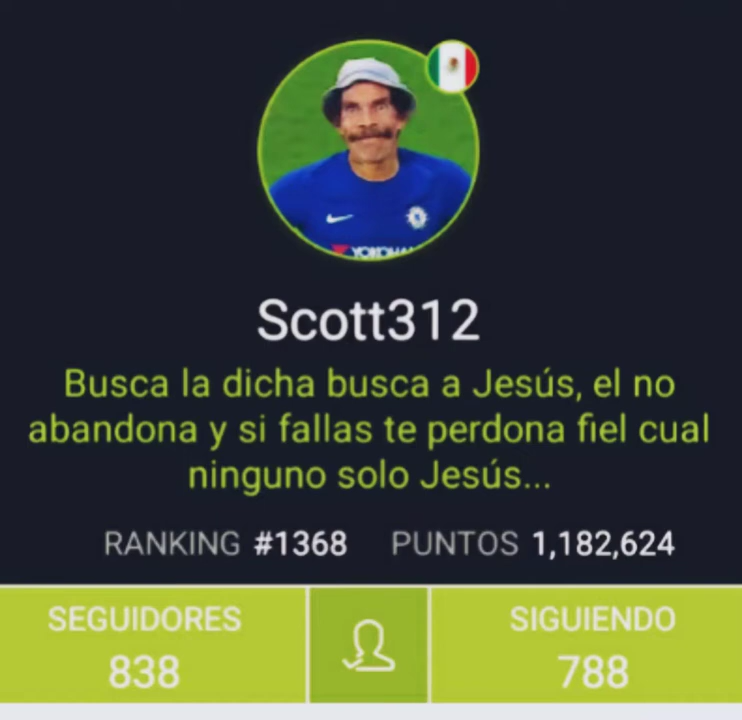 YOKOHAMA
Scott312
Busca la dicha busca a Jesús, el no
abandona y si fallas te perdona fiel cual
ninguno solo Jesús...
RANKING #1368 PUNTOS 1,182,624
SEGUIDORES SIGUIENDO
838 788